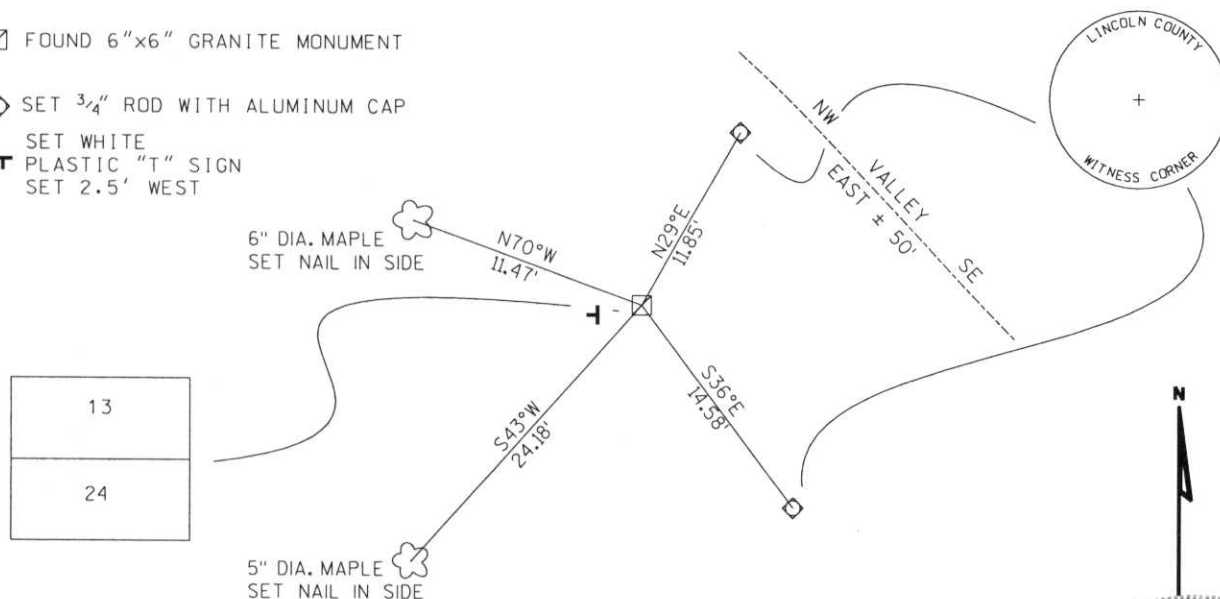 FOUND 6"x6" GRANITE MONUMENT
SET 3/4" ROD WITH ALUMINUM CAP
SET WHITE
PLASTIC "T" SIGN
SET 2.5' WEST
LINCOLN COUNTY
WITNESS CORNER
NW
SE
VALLEY
EAST ± 50'
6" DIA. MAPLE
SET NAIL IN SIDE
N70°W
11.47'
N29°E
11.85'
S43°W
24.18'
S36°E
14.58'
13
24
5" DIA. MAPLE
SET NAIL IN SIDE
N